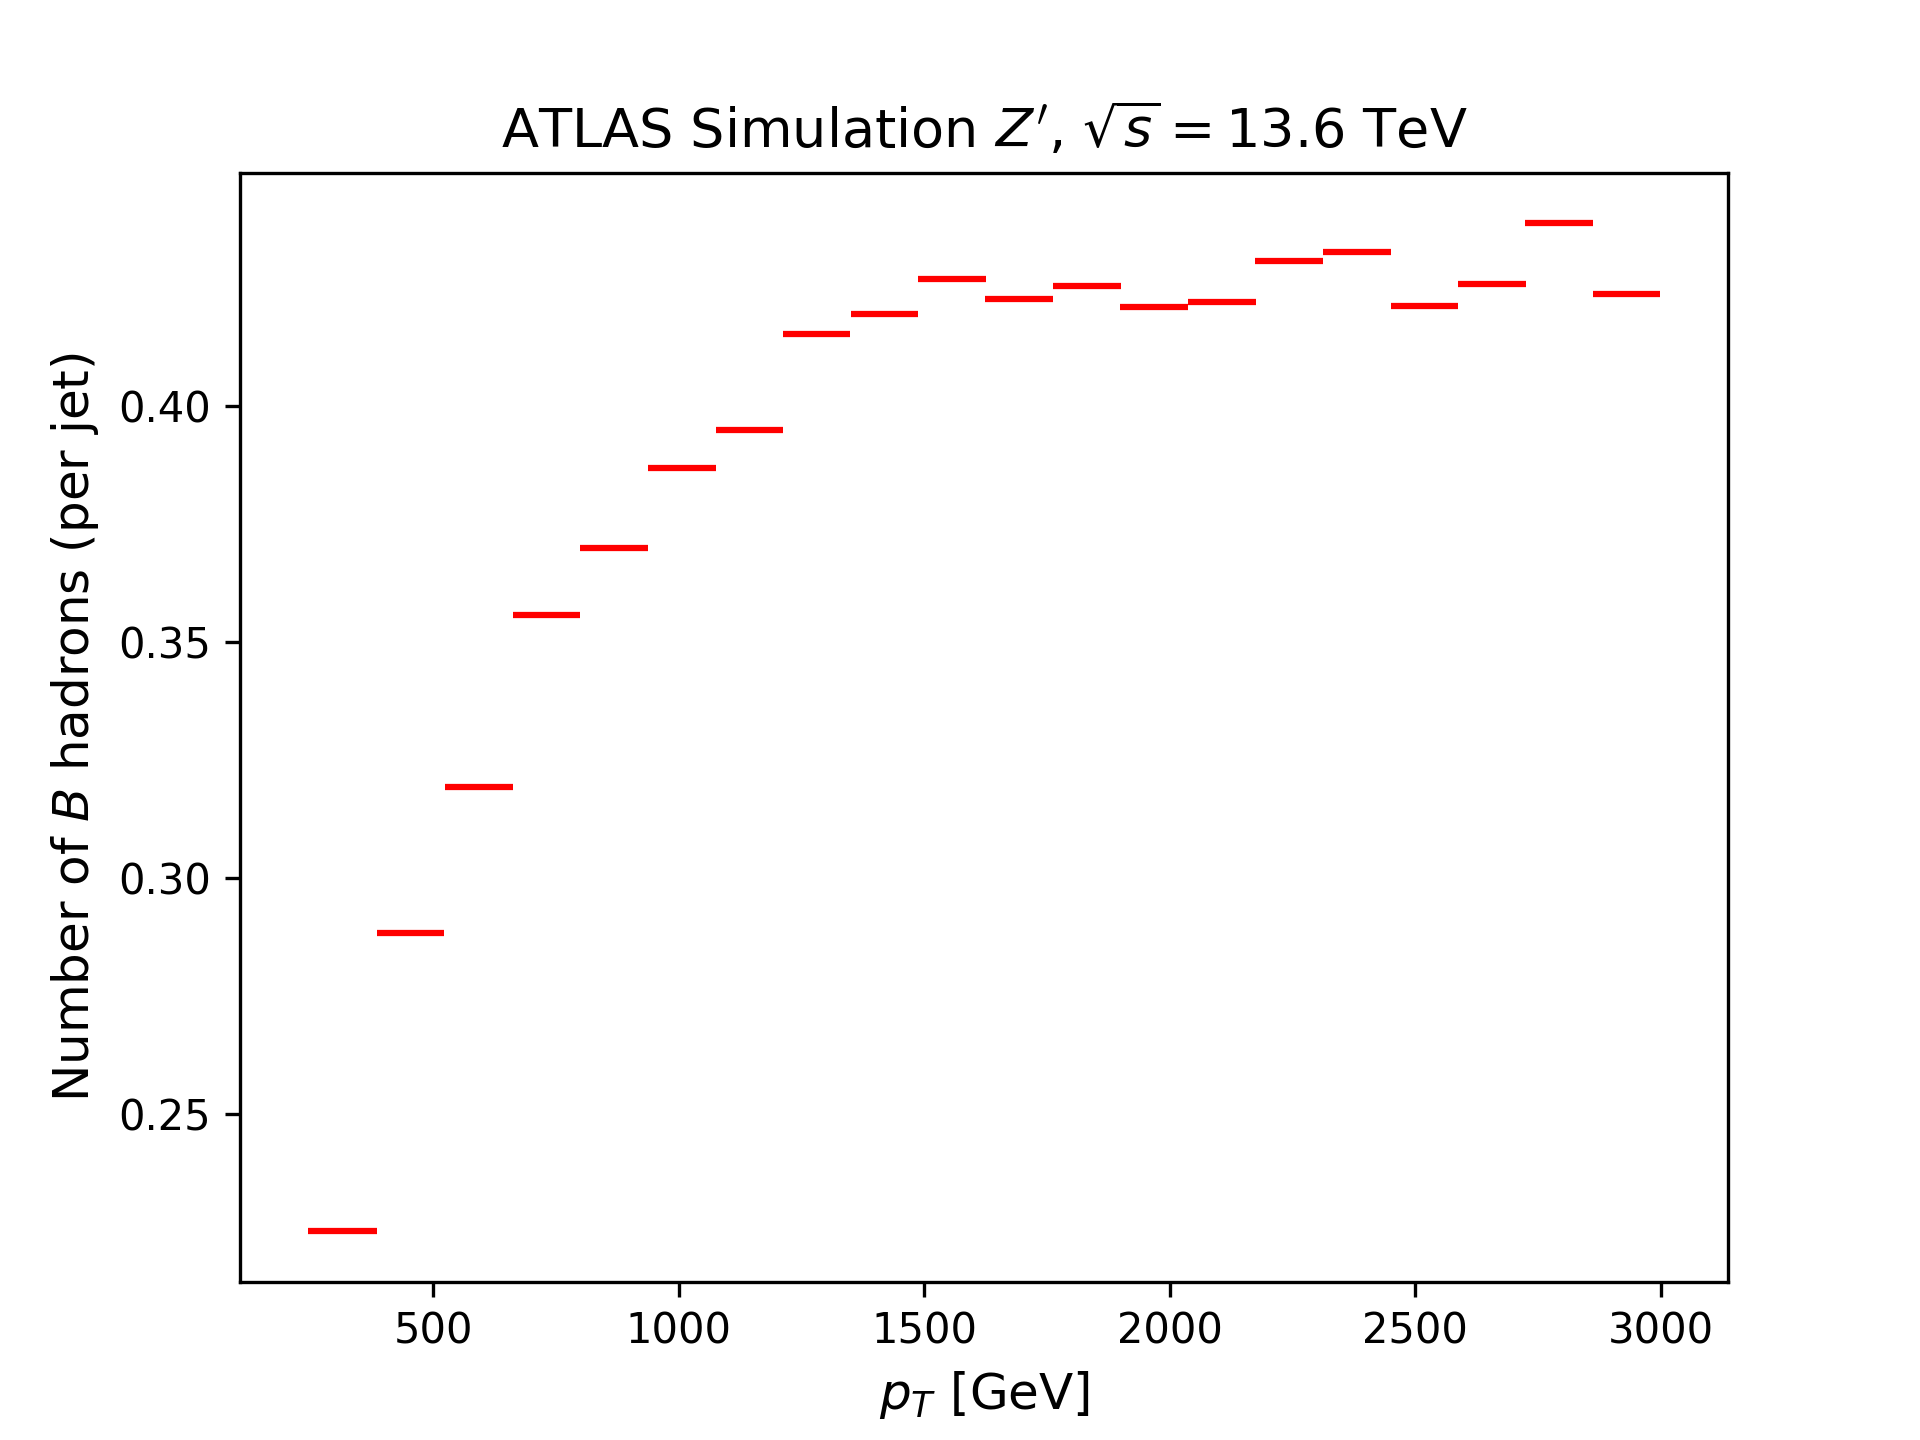 ATLAS Simulation Z′, √s = 13.6 TeV
Number of B hadrons (per jet)
0.40
0.35
0.30
0.25
500 1000 1500 2000 2500 3000
p_T [GeV]